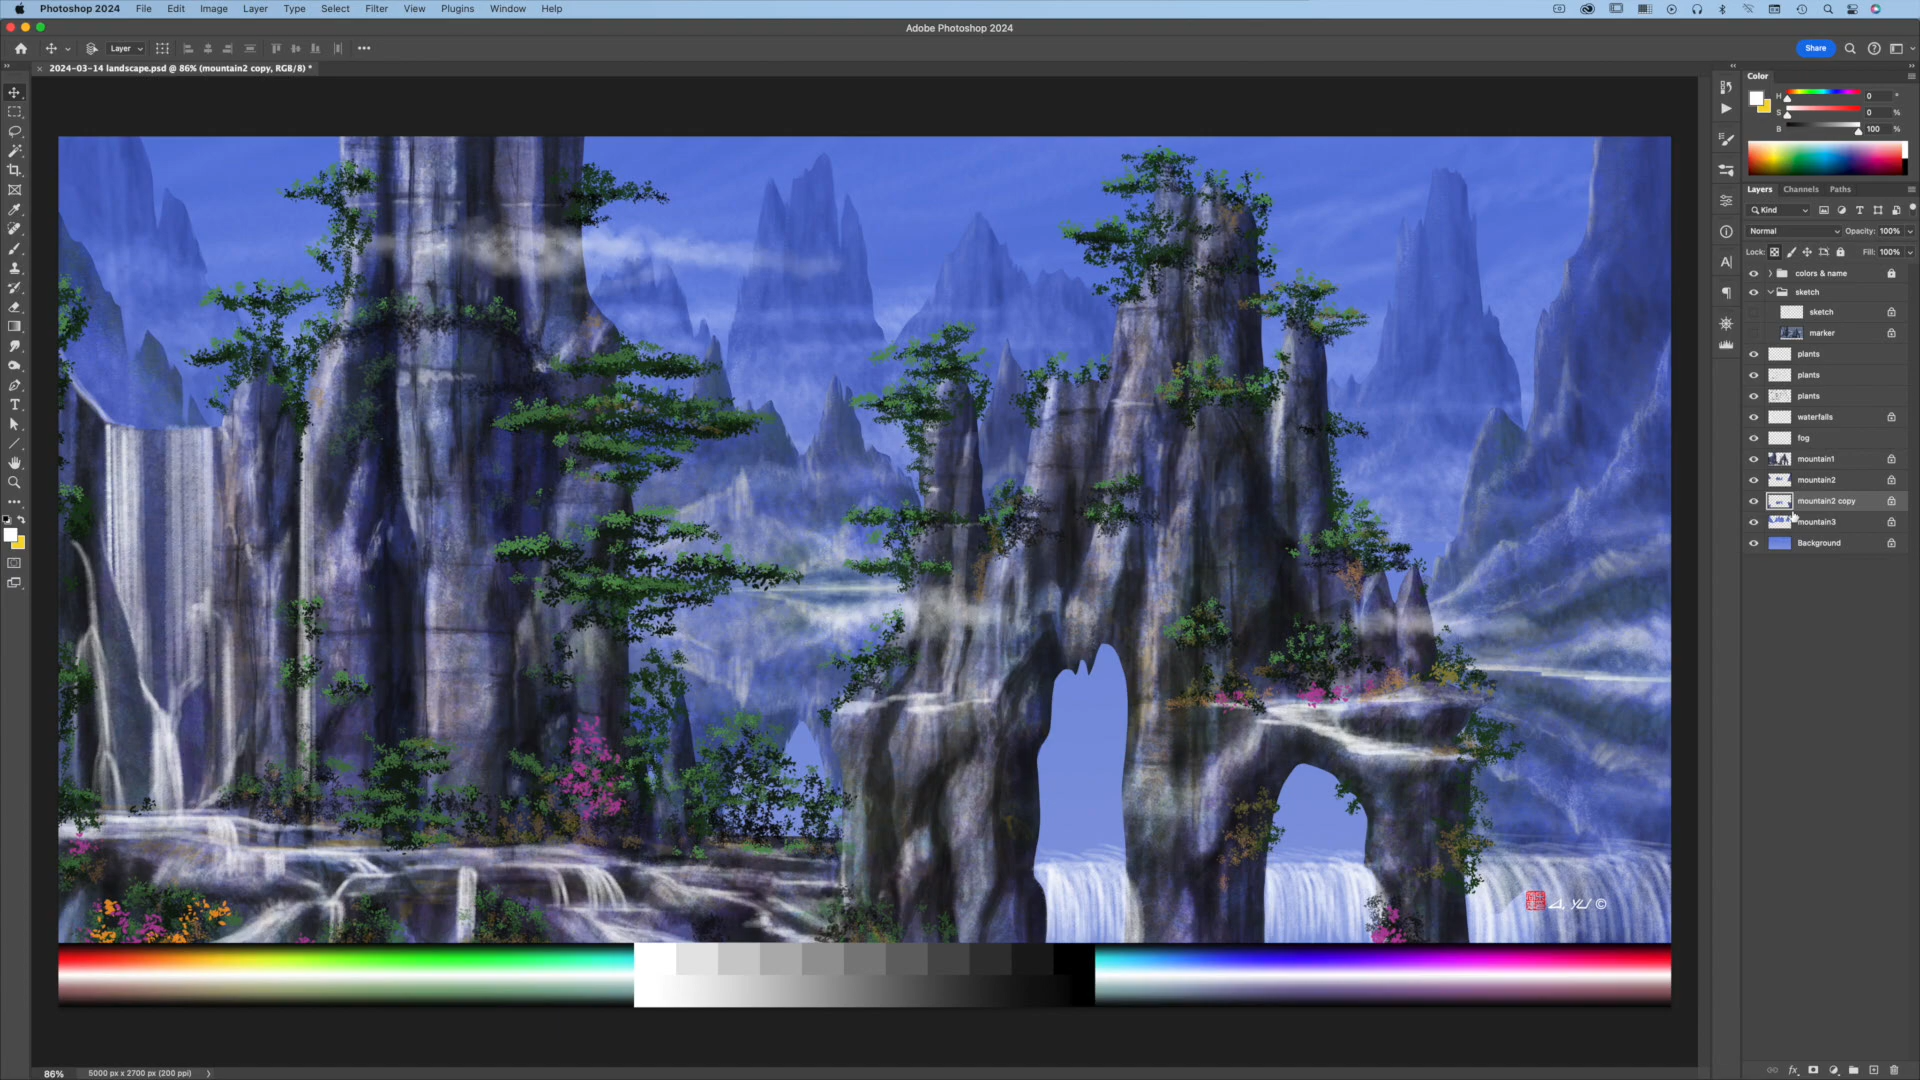 Photoshop 2024 File Edit Image Layer Type Select Filter View Plugins Window Help
Adobe Photoshop 2024
Layer
Share
2024-03-14 landscape.psd @ 86% (mountain2 copy, RGB/8) *
Color
H 0 °
S 0 %
B 100 %
Layers Channels Paths
Kind
Normal Opacity: 100%
Lock: Fill: 100%
colors & name
sketch
sketch
marker
plants
plants
plants
waterfalls
fog
mountain1
mountain2
mountain2 copy
mountain3
Background
86% 5000 px x 2700 px (200 ppi)